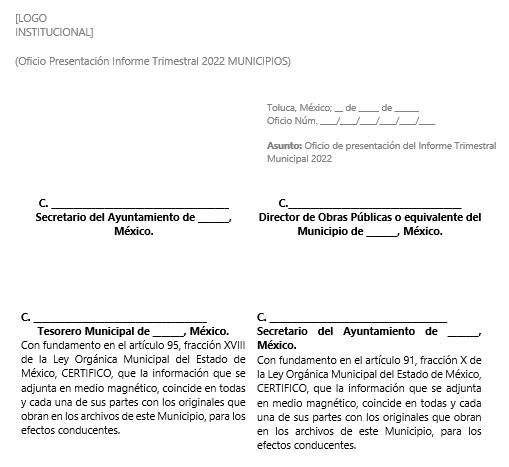 [LOGO
INSTITUCIONAL]
(Oficio Presentación Informe Trimestral 2022 MUNICIPIOS)
Toluca, México; __ de ____ de _____
Oficio Núm. ____/____/____/____/____/____
Asunto: Oficio de presentación del Informe Trimestral
Municipal 2022
C. ___________________________________
Secretario del Ayuntamiento de ______,
México.
C.__________________________________
Director de Obras Públicas o equivalente del
Municipio de ______, México.
C. __________________________________
Tesorero Municipal de ______, México.
Con fundamento en el artículo 95, fracción XVIII
de la Ley Orgánica Municipal del Estado de
México, CERTIFICO, que la información que se
adjunta en medio magnético, coincide en todas
y cada una de sus partes con los originales que
obran en los archivos de este Municipio, para los
efectos conducentes.
C. ___________________________________
Secretario del Ayuntamiento de ______,
México.
Con fundamento en el artículo 91, fracción X de
la Ley Orgánica Municipal del Estado de México,
CERTIFICO, que la información que se adjunta
en medio magnético, coincide en todas y cada
una de sus partes con los originales que obran
en los archivos de este Municipio, para los
efectos conducentes.